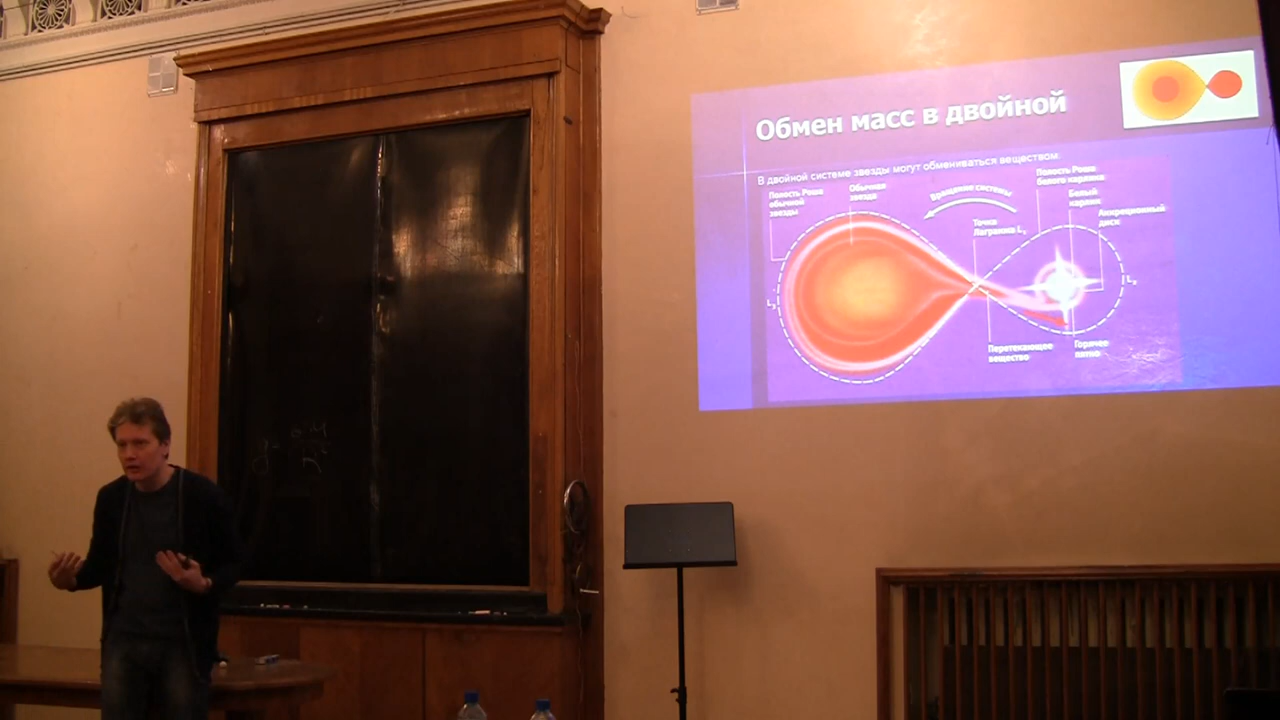 Обмен масс в двойной
В двойной системе звезды могут обмениваться веществом.
Полость Роша
обычной
звезды
Обычная
звезда
Вращение системы
Полость Роша
белого карлика
Белый
карлик
Аккреционный
диск
Точка
Лагранжа L₁
L₃
L₂
Перетекающее
вещество
Горячее
пятно